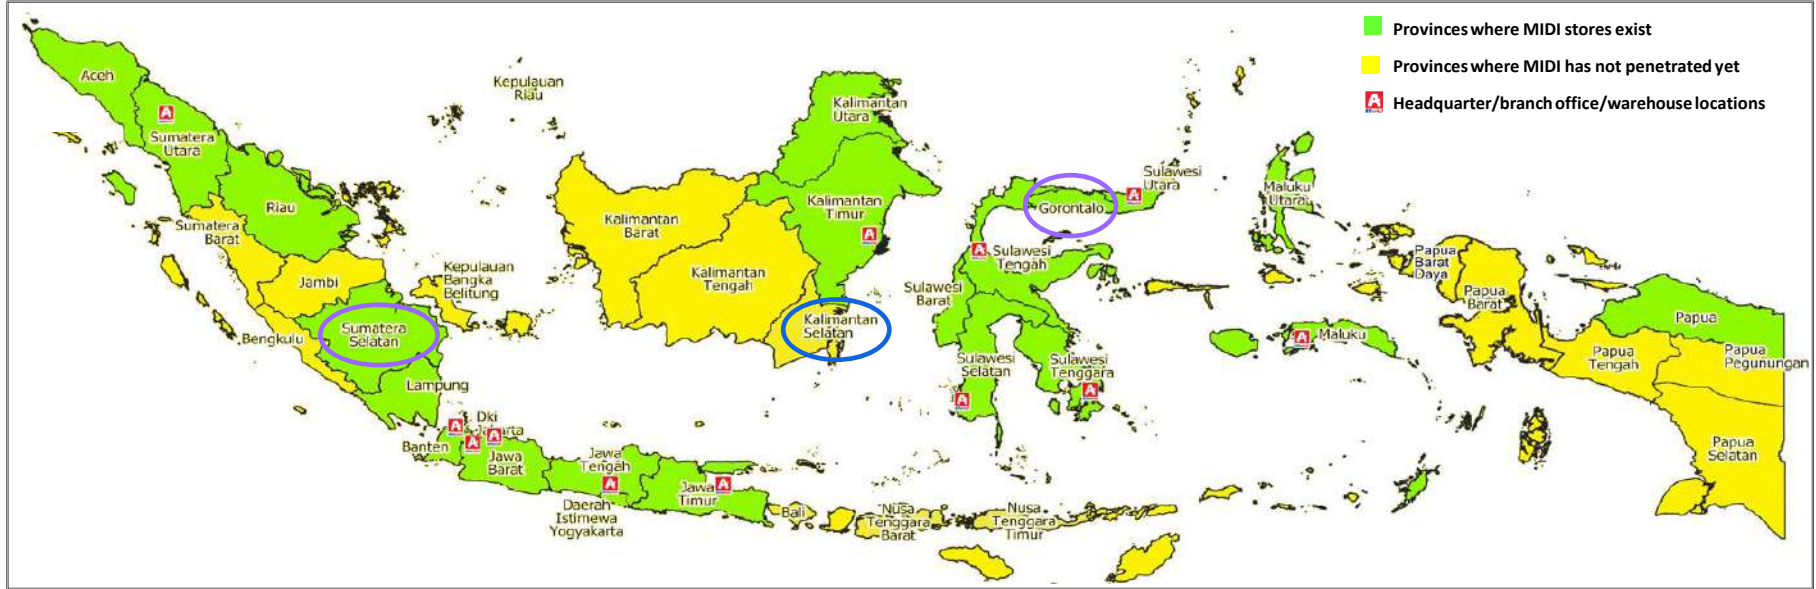 Provinces where MIDI stores exist
Provinces where MIDI has not penetrated yet
A Headquarter/branch office/warehouse locations
Aceh
A
Sumatera
Utara
Riau
Kepulauan
Riau
Sumatera
Barat
Jambi
Kepulauan
Bangka
Belitung
Bengkulu
Sumatera
Selatan
Lampung
Kalimantan
Utara
Kalimantan
Timur
A
Kalimantan
Barat
Kalimantan
Tengah
Kalimantan
Selatan
Sulawesi
Utara
A
Gorontalo
A
Sulawesi
Tengah
Sulawesi
Barat
Sulawesi
Selatan
A
Sulawesi
Tenggara
A
Maluku
Utara
A
Maluku
Papua
Barat
Daya
Papua
Barat
Papua
Papua
Tengah
Papua
Pegunungan
Papua
Selatan
A
Dki
Jakarta
A
A
Banten
Jawa
Barat
Jawa
Tengah
A
Daerah
Istimewa
Yogyakarta
Jawa
Timur
A
Bali
Nusa
Tenggara
Barat
Nusa
Tenggara
Timur